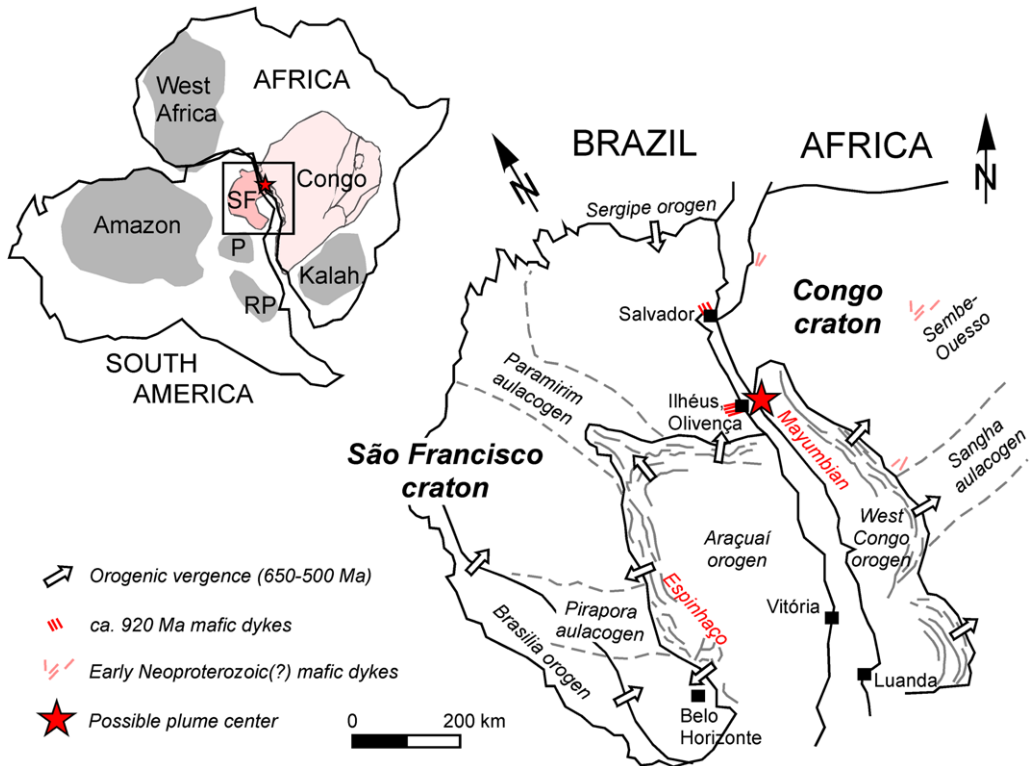 West
Africa
AFRICA
Congo
SF
Amazon
P
Kalah.
RP
SOUTH
AMERICA
BRAZIL
AFRICA
N
N
Sergipe orogen
Congo
craton
Sembe-
Ouesso
Salvador
Paramirim
aulacogen
Ilhéus,
Olivença
Mayumbian
Sangha
aulacogen
São Francisco
craton
West
Congo
orogen
Araçuaí
orogen
Espinhaço
Vitória
Pirapora
aulacogen
Brasilia orogen
Luanda
Belo
Horizonte
Orogenic vergence (650-500 Ma)
ca. 920 Ma mafic dykes
Early Neoproterozoic(?) mafic dykes
Possible plume center
0 200 km